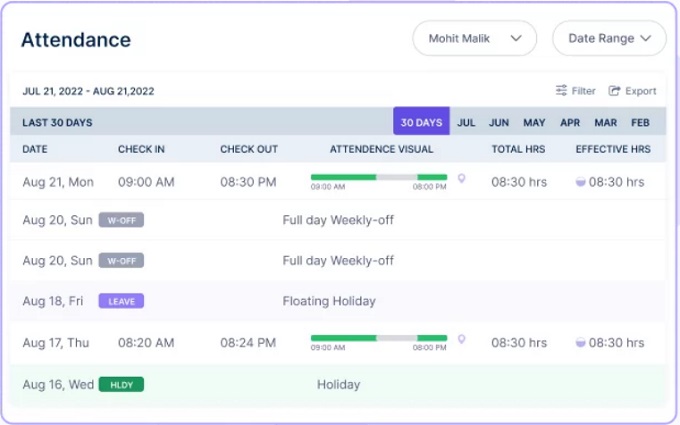 Attendance
Mohit Malik
Date Range
JUL 21, 2022 - AUG 21,2022
Filter
Export
LAST 30 DAYS 30 DAYS JUL JUN MAY APR MAR FEB
DATE CHECK IN CHECK OUT ATTENDENCE VISUAL TOTAL HRS EFFECTIVE HRS
Aug 21, Mon 09:00 AM 08:30 PM 08:30 hrs 08:30 hrs
09:00 AM 08:00 PM
Aug 20, Sun W-OFF Full day Weekly-off
Aug 20, Sun W-OFF Full day Weekly-off
Aug 18, Fri LEAVE Floating Holiday
Aug 17, Thu 08:20 AM 08:24 PM 08:30 hrs 08:30 hrs
09:00 AM 08:00 PM
Aug 16, Wed HLDY Holiday